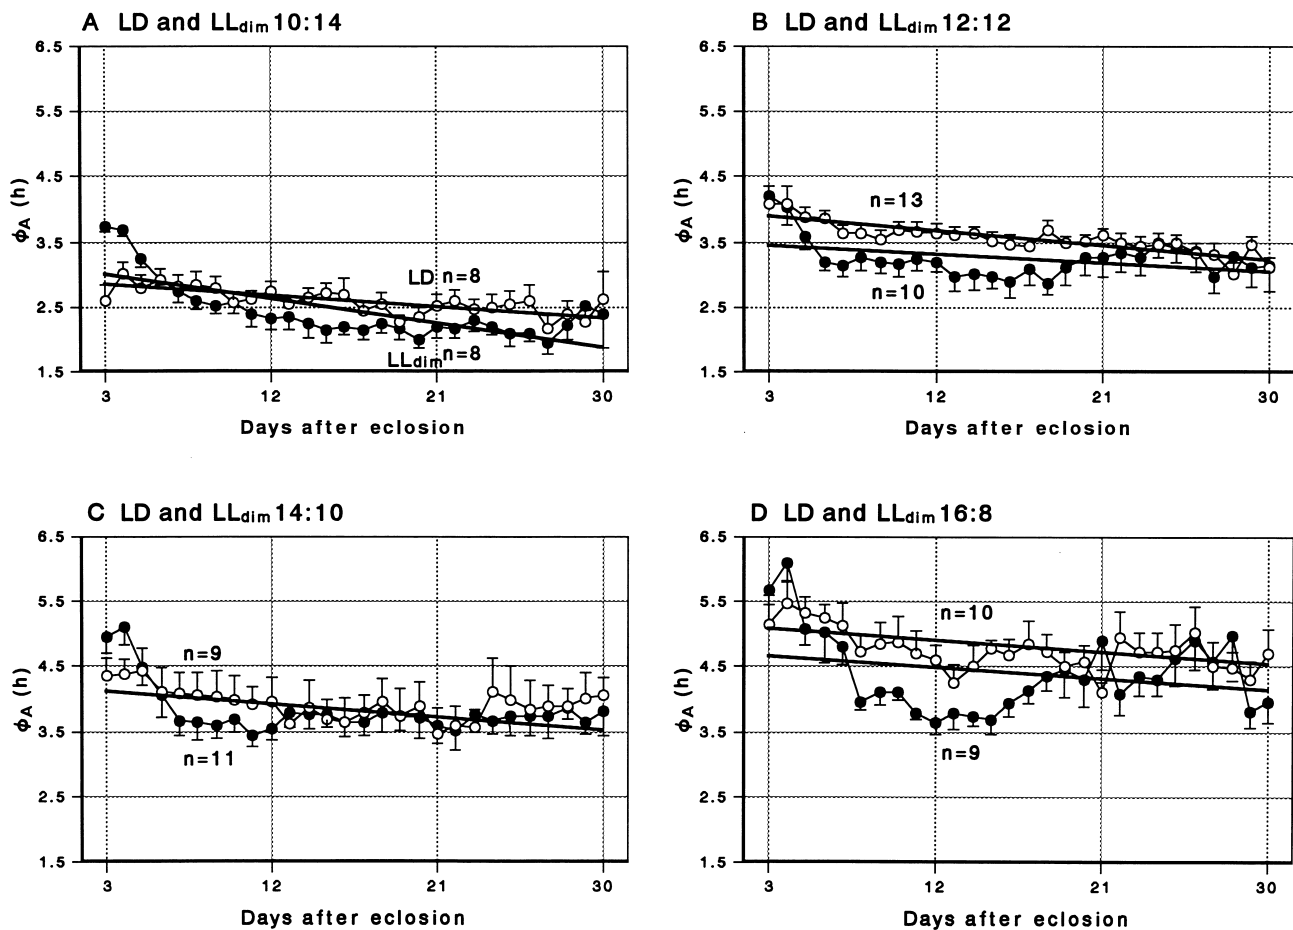 A LD and LLdim 10:14
6.5
5.5
4.5
3.5
2.5
1.5
ϕA (h)
LD n=8
LLdim n=8
3 12 21 30
Days after eclosion
B LD and LLdim 12:12
6.5
5.5
4.5
3.5
2.5
1.5
ϕA (h)
n=13
n=10
3 12 21 30
Days after eclosion
C LD and LLdim 14:10
6.5
5.5
4.5
3.5
2.5
1.5
ϕA (h)
n=9
n=11
3 12 21 30
Days after eclosion
D LD and LLdim 16:8
6.5
5.5
4.5
3.5
2.5
1.5
ϕA (h)
n=10
n=9
3 12 21 30
Days after eclosion